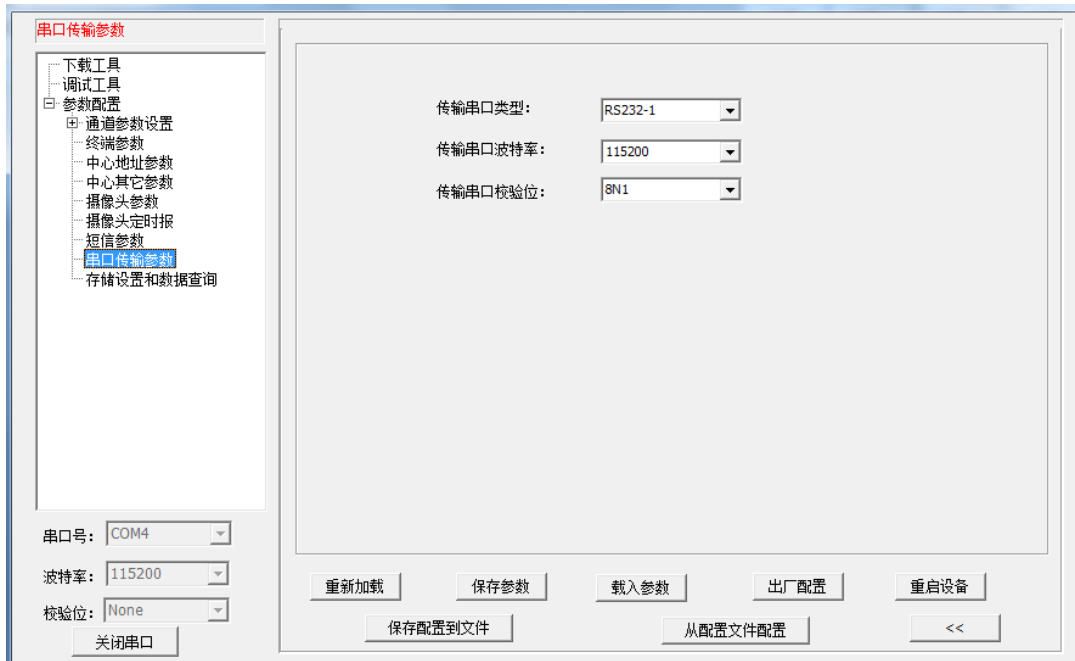 串口传输参数
下载工具
调试工具
参数配置
通道参数设置
终端参数
中心地址参数
中心其它参数
摄像头参数
摄像头定时报
短信参数
串口传输参数
存储设置和数据查询
传输串口类型: RS232-1
传输串口波特率: 115200
传输串口校验位: 8N1
串口号: COM4
波特率: 115200
校验位: None
关闭串口
重新加载 保存参数 载入参数 出厂配置 重启设备
保存配置到文件 从配置文件配置 <<